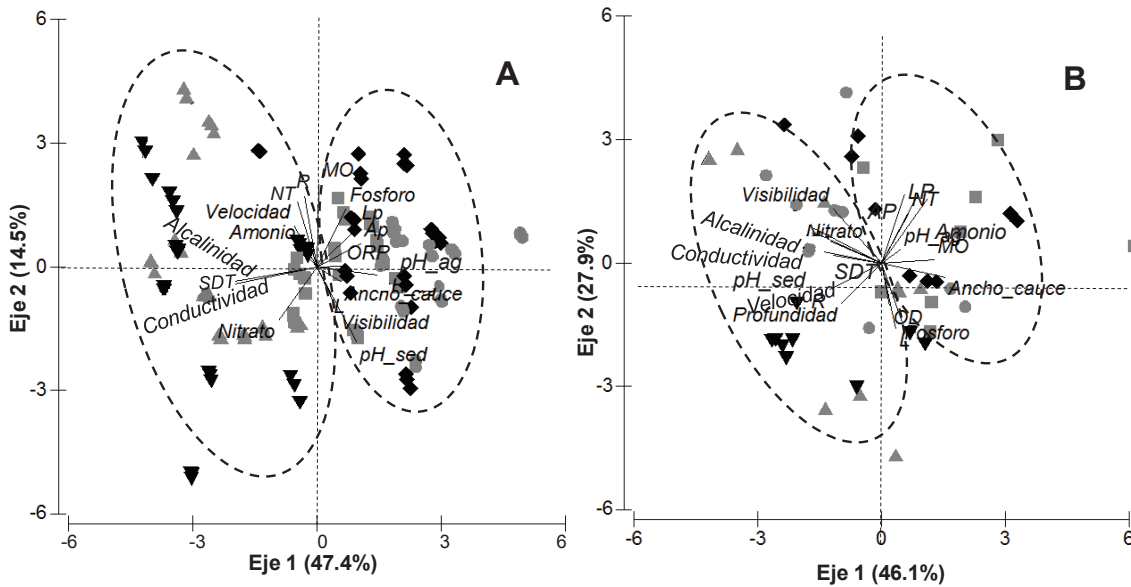 6
A
MO
P
NT
Fosforo
Velocidad
Lp
Amonio
Ap
Alcalinidad
ORP
pH_ag
SDT
R
Conductividad
Ancho_cauce
Nitrato
L
Visibilidad
pH_sed
3
0
-3
-6
Eje 2 (14.5%)
-6
-3
0
3
6
Eje 1 (47.4%)
6
B
Visibilidad
LP
P
NT
Alcalinidad
Nitrato
pH_ag
Amonio
Conductividad
MO
SD
pH_sed
Ancho_cauce
Velocidad
R
Profundidad
OD
Fosforo
L
3
0
-3
-6
Eje 2 (27.9%)
-6
-3
0
3
6
Eje 1 (46.1%)